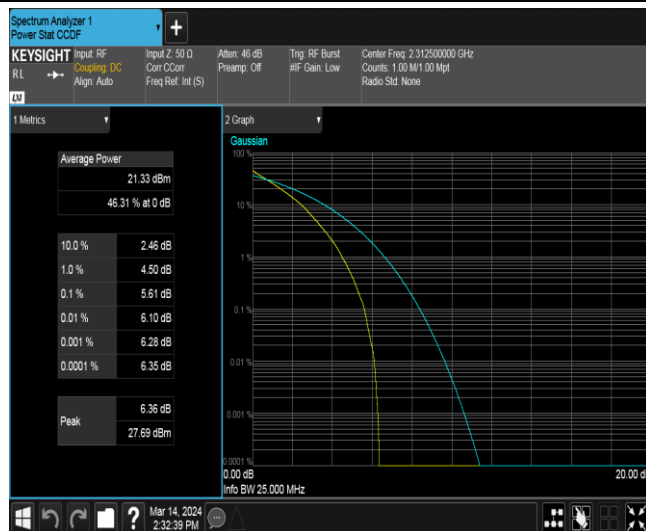 Spectrum Analyzer 1
Power Stat CCDF
+
KEYSIGHT
RL
LXI
Input: RF
Coupling: DC
Align: Auto
Input Z: 50 Ω
Corr CCorr
Freq Ref: Int (S)
Atten: 46 dB
Preamp: Off
Trig: RF Burst
#IF Gain: Low
Center Freq: 2.312500000 GHz
Counts: 1.00 M/1.00 Mpt
Radio Std: None
1 Metrics
Average Power
21.33 dBm
46.31 % at 0 dB
10.0 % 2.46 dB
1.0 % 4.50 dB
0.1 % 5.61 dB
0.01 % 6.10 dB
0.001 % 6.28 dB
0.0001 % 6.35 dB
Peak
6.36 dB
27.69 dBm
2 Graph
Gaussian
100 %
10 %
1 %
0.1 %
0.01 %
0.001 %
0.0001 %
0.00 dB
20.00 d
Info BW 25.000 MHz
?
Mar 14, 2024
2:32:39 PM